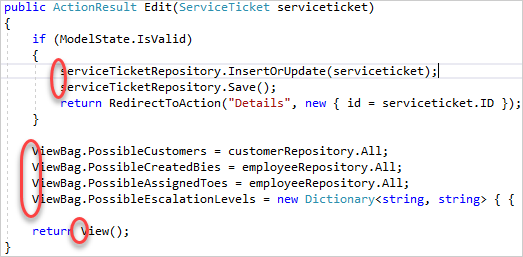 public ActionResult Edit(ServiceTicket serviceticket)
{
if (ModelState.IsValid)
{
serviceTicketRepository.InsertOrUpdate(serviceticket);
serviceTicketRepository.Save();
return RedirectToAction("Details", new { id = serviceticket.ID });
}
ViewBag.PossibleCustomers = customerRepository.All;
ViewBag.PossibleCreatedBies = employeeRepository.All;
ViewBag.PossibleAssignedToes = employeeRepository.All;
ViewBag.PossibleEscalationLevels = new Dictionary<string, string> { {
return View();
}